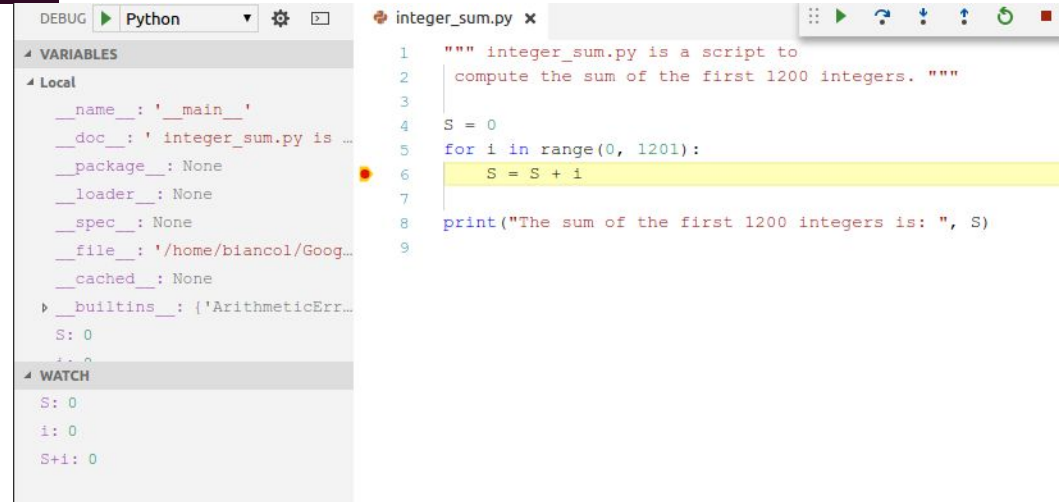 DEBUG Python
VARIABLES
Local
__name__: '__main__'
__doc__: ' integer_sum.py is …
__package__: None
__loader__: None
__spec__: None
__file__: '/home/biancol/Goog…
__cached__: None
__builtins__: {'ArithmeticErr…
S: 0
i: 0
WATCH
S: 0
i: 0
S+i: 0
integer_sum.py x
1 """ integer_sum.py is a script to
2 compute the sum of the first 1200 integers. """
3
4 S = 0
5 for i in range(0, 1201):
6 S = S + i
7
8 print("The sum of the first 1200 integers is: ", S)
9